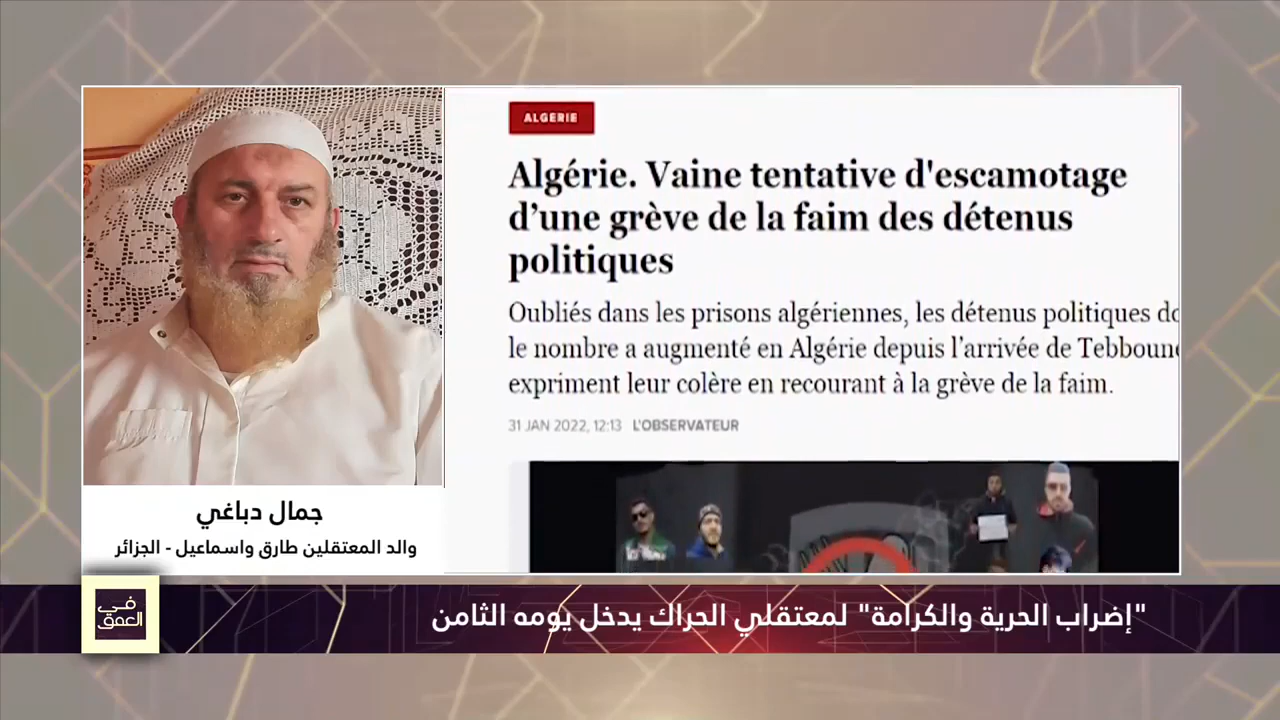 ALGERIE
Algérie. Vaine tentative d'escamotage
d’une grève de la faim des détenus
politiques
Oubliés dans les prisons algériennes, les détenus politiques
le nombre a augmenté en Algérie depuis l’arrivée de Tebboune
expriment leur colère en recourant à la grève de la faim.
31 JAN 2022, 12:13 L'OBSERVATEUR
جمال دباغي
والد المعتقلين طارق واسماعيل - الجزائر
في
العمق
"إضراب الحرية والكرامة" لمعتقلي الحراك يدخل يومه الثامن